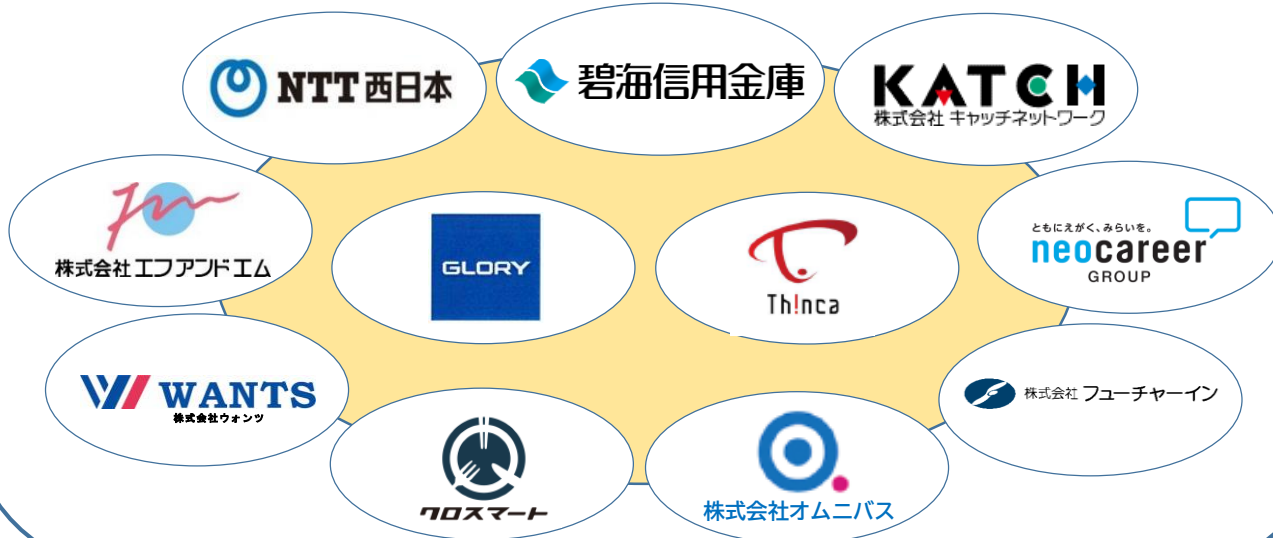 NTT西日本
碧海信用金庫
KATCH
株式会社 キャッチネットワーク
株式会社エフアンドエム
GLORY
Th!nca
ともにえがく、みらいを。
neocareer
GROUP
WANTS
株式会社ウォンツ
株式会社 フューチャーイン
クロスマート
株式会社オムニバス